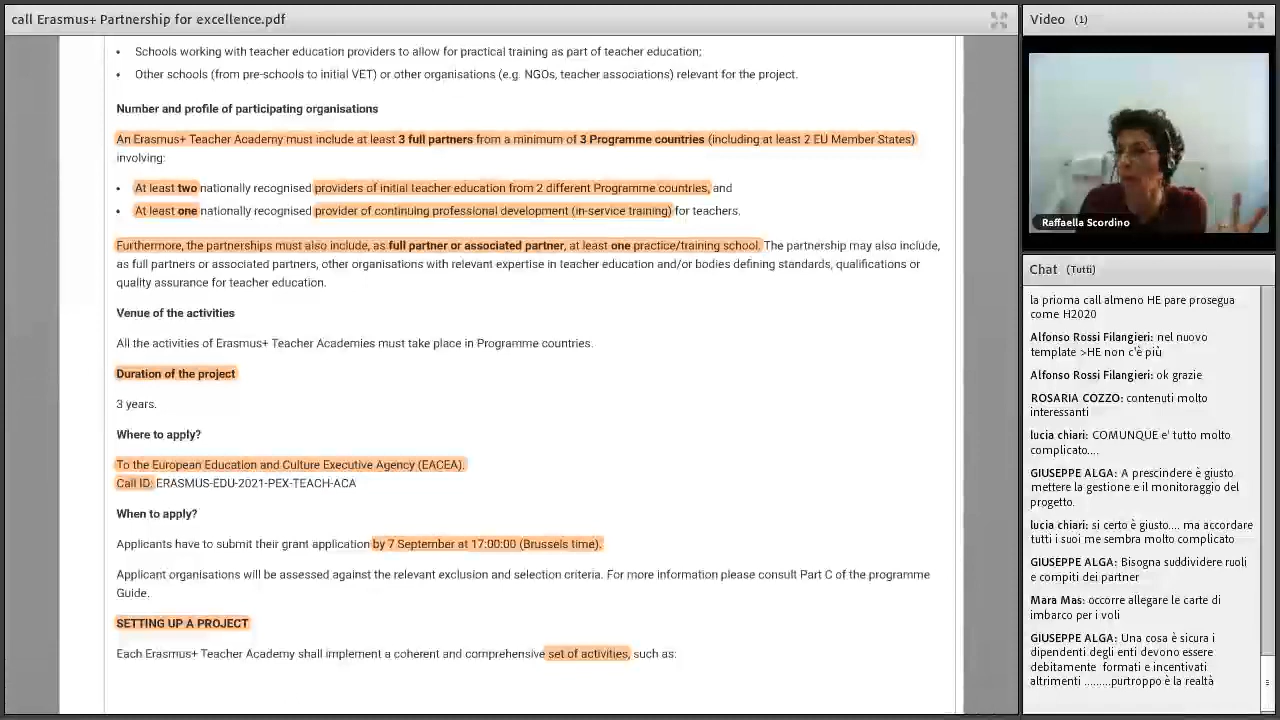 call Erasmus+ Partnership for excellence.pdf
• Schools working with teacher education providers to allow for practical training as part of teacher education;
• Other schools (from pre-schools to initial VET) or other organisations (e.g. NGOs, teacher associations) relevant for the project.
Number and profile of participating organisations
An Erasmus+ Teacher Academy must include at least 3 full partners from a minimum of 3 Programme countries (including at least 2 EU Member States)
involving:
• At least two nationally recognised providers of initial teacher education from 2 different Programme countries, and
• At least one nationally recognised provider of continuing professional development (in-service training) for teachers.
Furthermore, the partnerships must also include, as full partner or associated partner, at least one practice/training school. The partnership may also include,
as full partners or associated partners, other organisations with relevant expertise in teacher education and/or bodies defining standards, qualifications or
quality assurance for teacher education.
Venue of the activities
All the activities of Erasmus+ Teacher Academies must take place in Programme countries.
Duration of the project
3 years.
Where to apply?
To the European Education and Culture Executive Agency (EACEA).
Call ID: ERASMUS-EDU-2021-PEX-TEACH-ACA
When to apply?
Applicants have to submit their grant application by 7 September at 17:00:00 (Brussels time).
Applicant organisations will be assessed against the relevant exclusion and selection criteria. For more information please consult Part C of the programme
Guide.
SETTING UP A PROJECT
Each Erasmus+ Teacher Academy shall implement a coherent and comprehensive set of activities, such as:
Video (1)
Raffaella Scordino
Chat (Tutti)
la prioma call almeno HE pare prosegua
come H2020
Alfonso Rossi Filangieri: nel nuovo
template >HE non c'è più
Alfonso Rossi Filangieri: ok grazie
ROSARIA COZZO: contenuti molto
interessanti
lucia chiari: COMUNQUE e' tutto molto
complicato....
GIUSEPPE ALGA: A prescindere è giusto
mettere la gestione e il monitoraggio del
progetto.
lucia chiari: si certo è giusto.... ma accordare
tutti i suoi me sembra molto complicato
GIUSEPPE ALGA: Bisogna suddividere ruoli
e compiti dei partner
Mara Mas: occorre allegare le carte di
imbarco per i voli
GIUSEPPE ALGA: Una cosa è sicura i
dipendenti degli enti devono essere
debitamente formati e incentivati
altrimenti .........purtroppo è la realtà